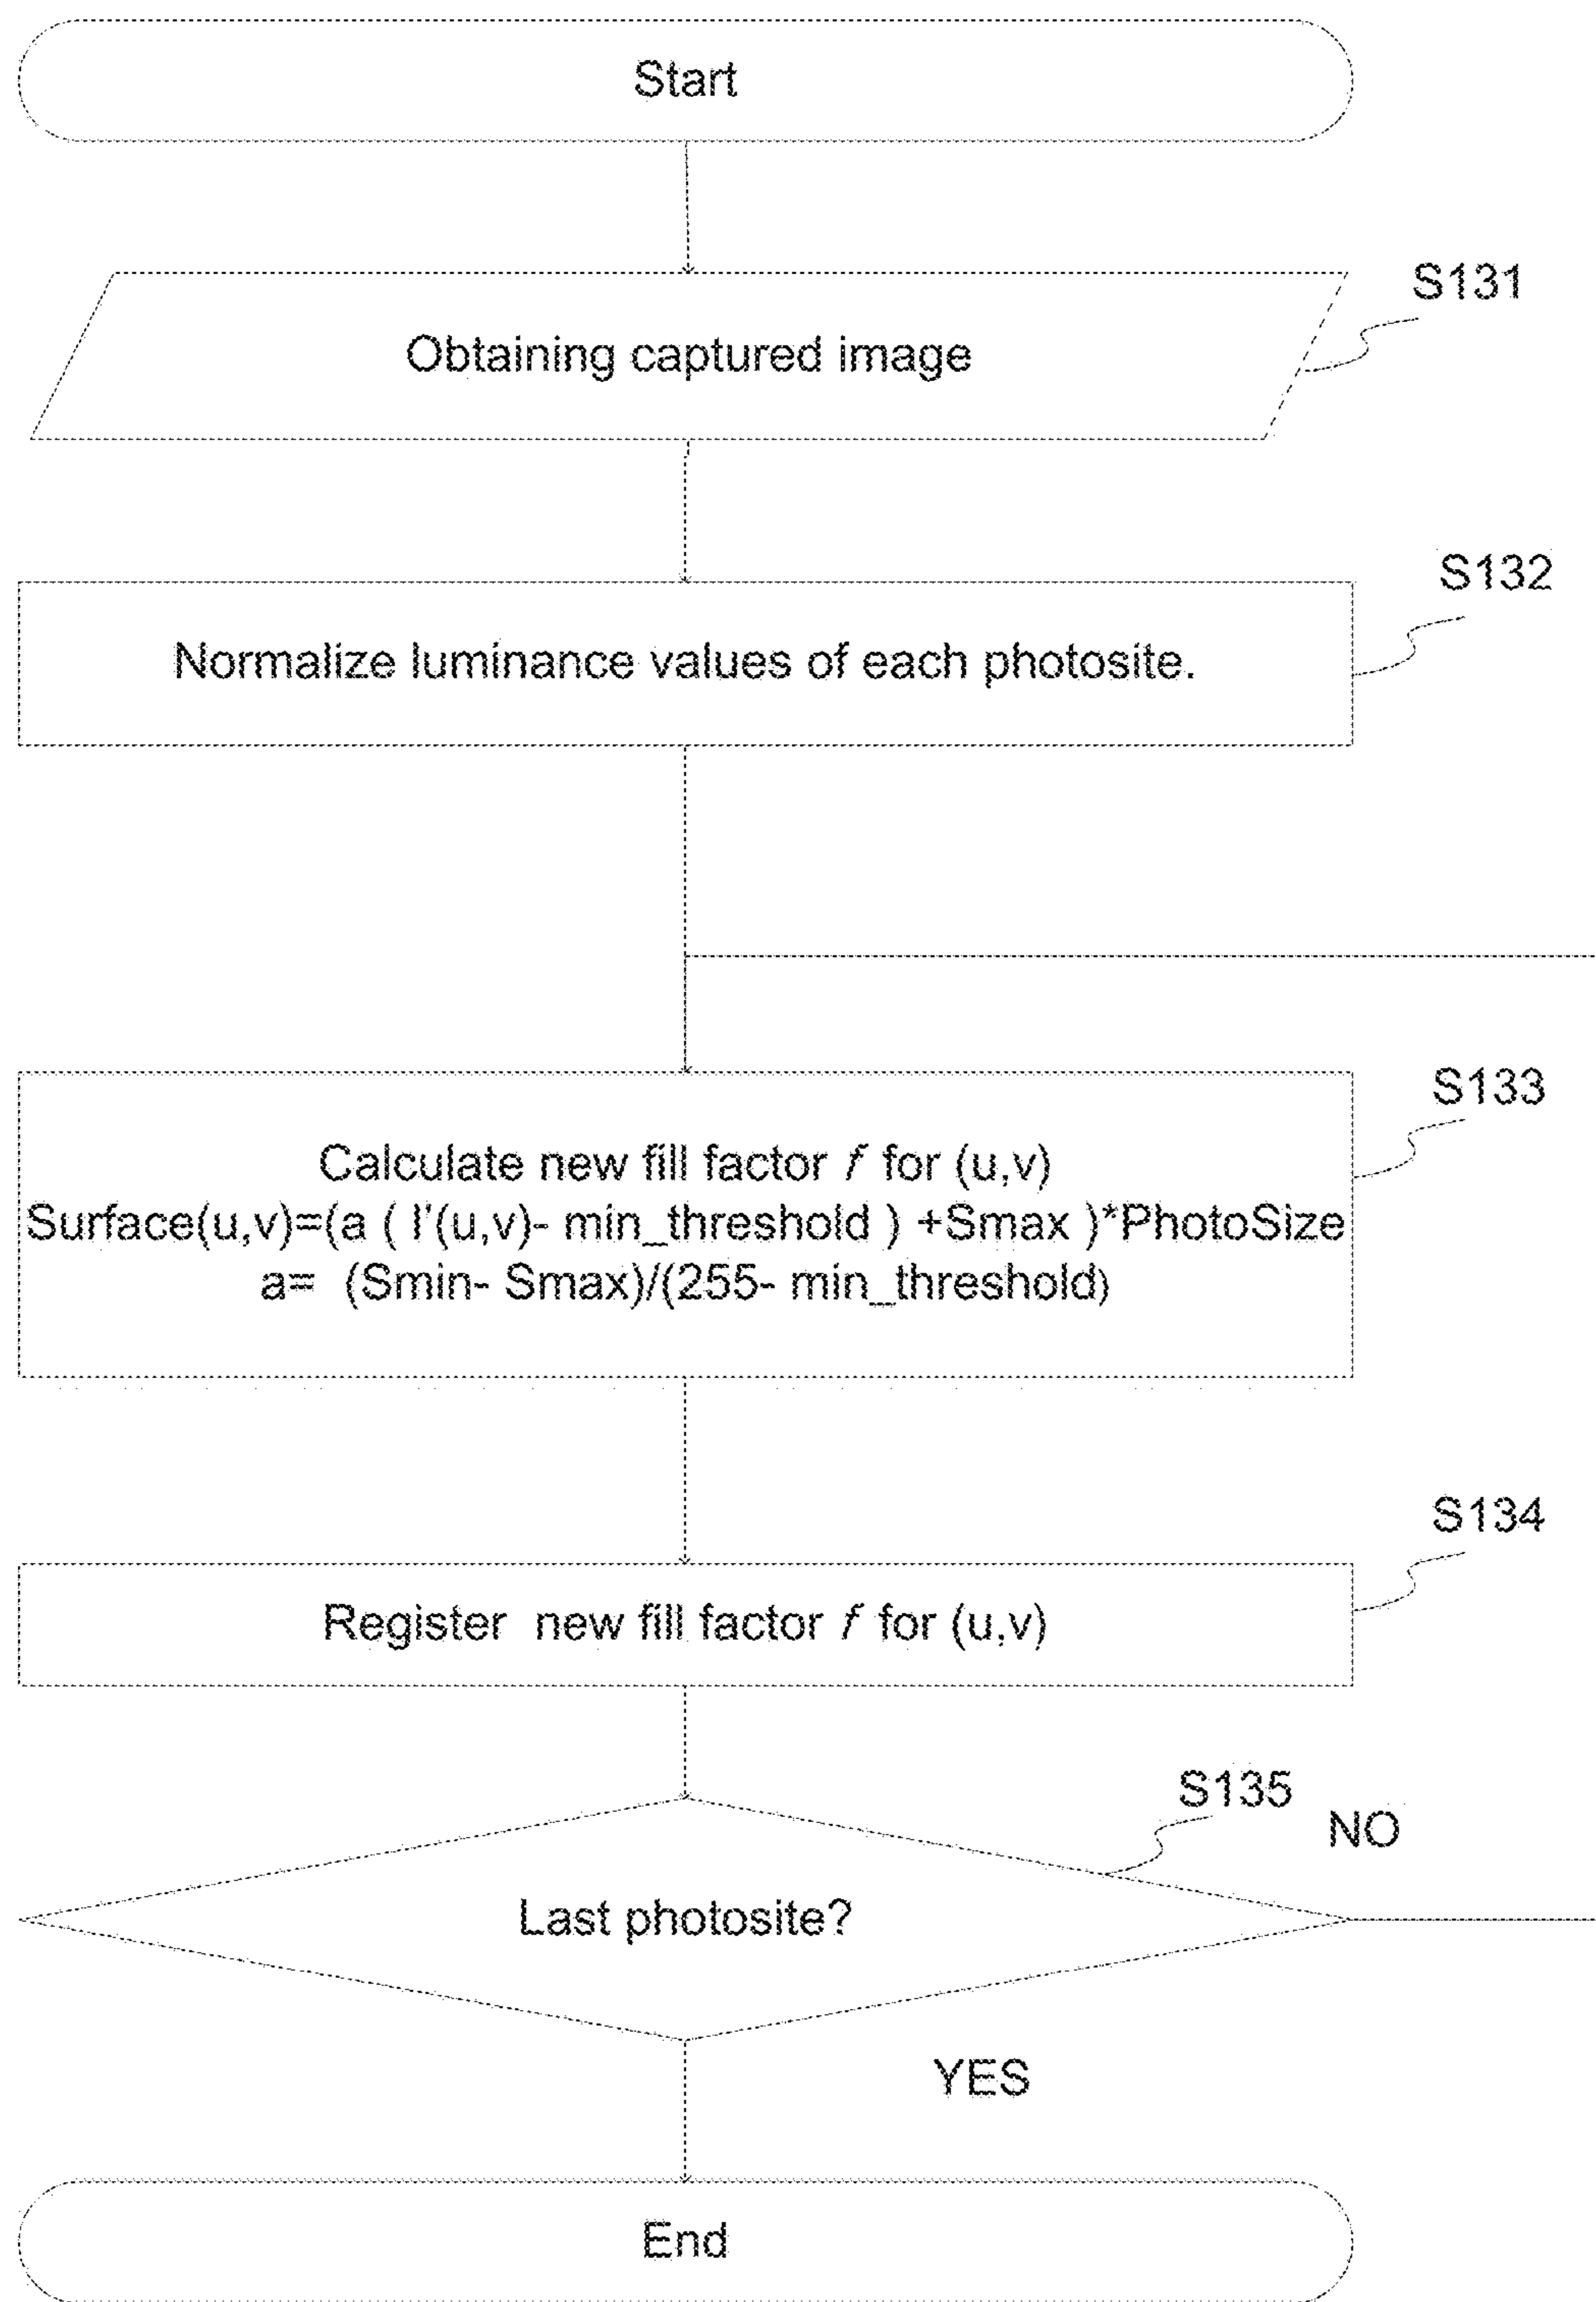 Start
S131
Obtaining captured image
S132
Normalize luminance values of each photosite.
S133
Calculate new fill factor f for (u,v)
Surface(u,v)=(a ( I'(u,v)- min_threshold ) +Smax )*PhotoSize
a= (Smin- Smax)/(255- min_threshold)
S134
Register new fill factor f for (u,v)
S135
NO
Last photosite?
YES
End